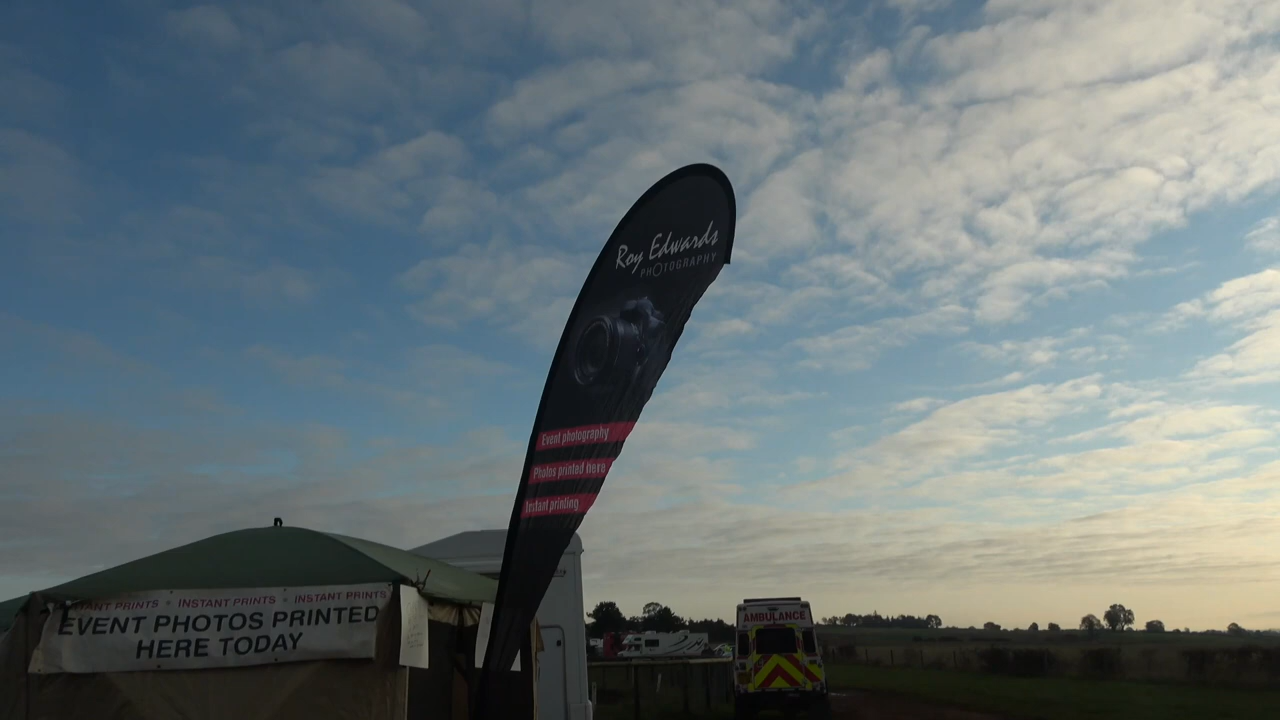 Roy Edwards
PHOTOGRAPHY
Event photography
Photos printed here
Instant printing
INSTANT PRINTS • INSTANT PRINTS • INSTANT PRINTS
EVENT PHOTOS PRINTED
HERE TODAY
AMBULANCE